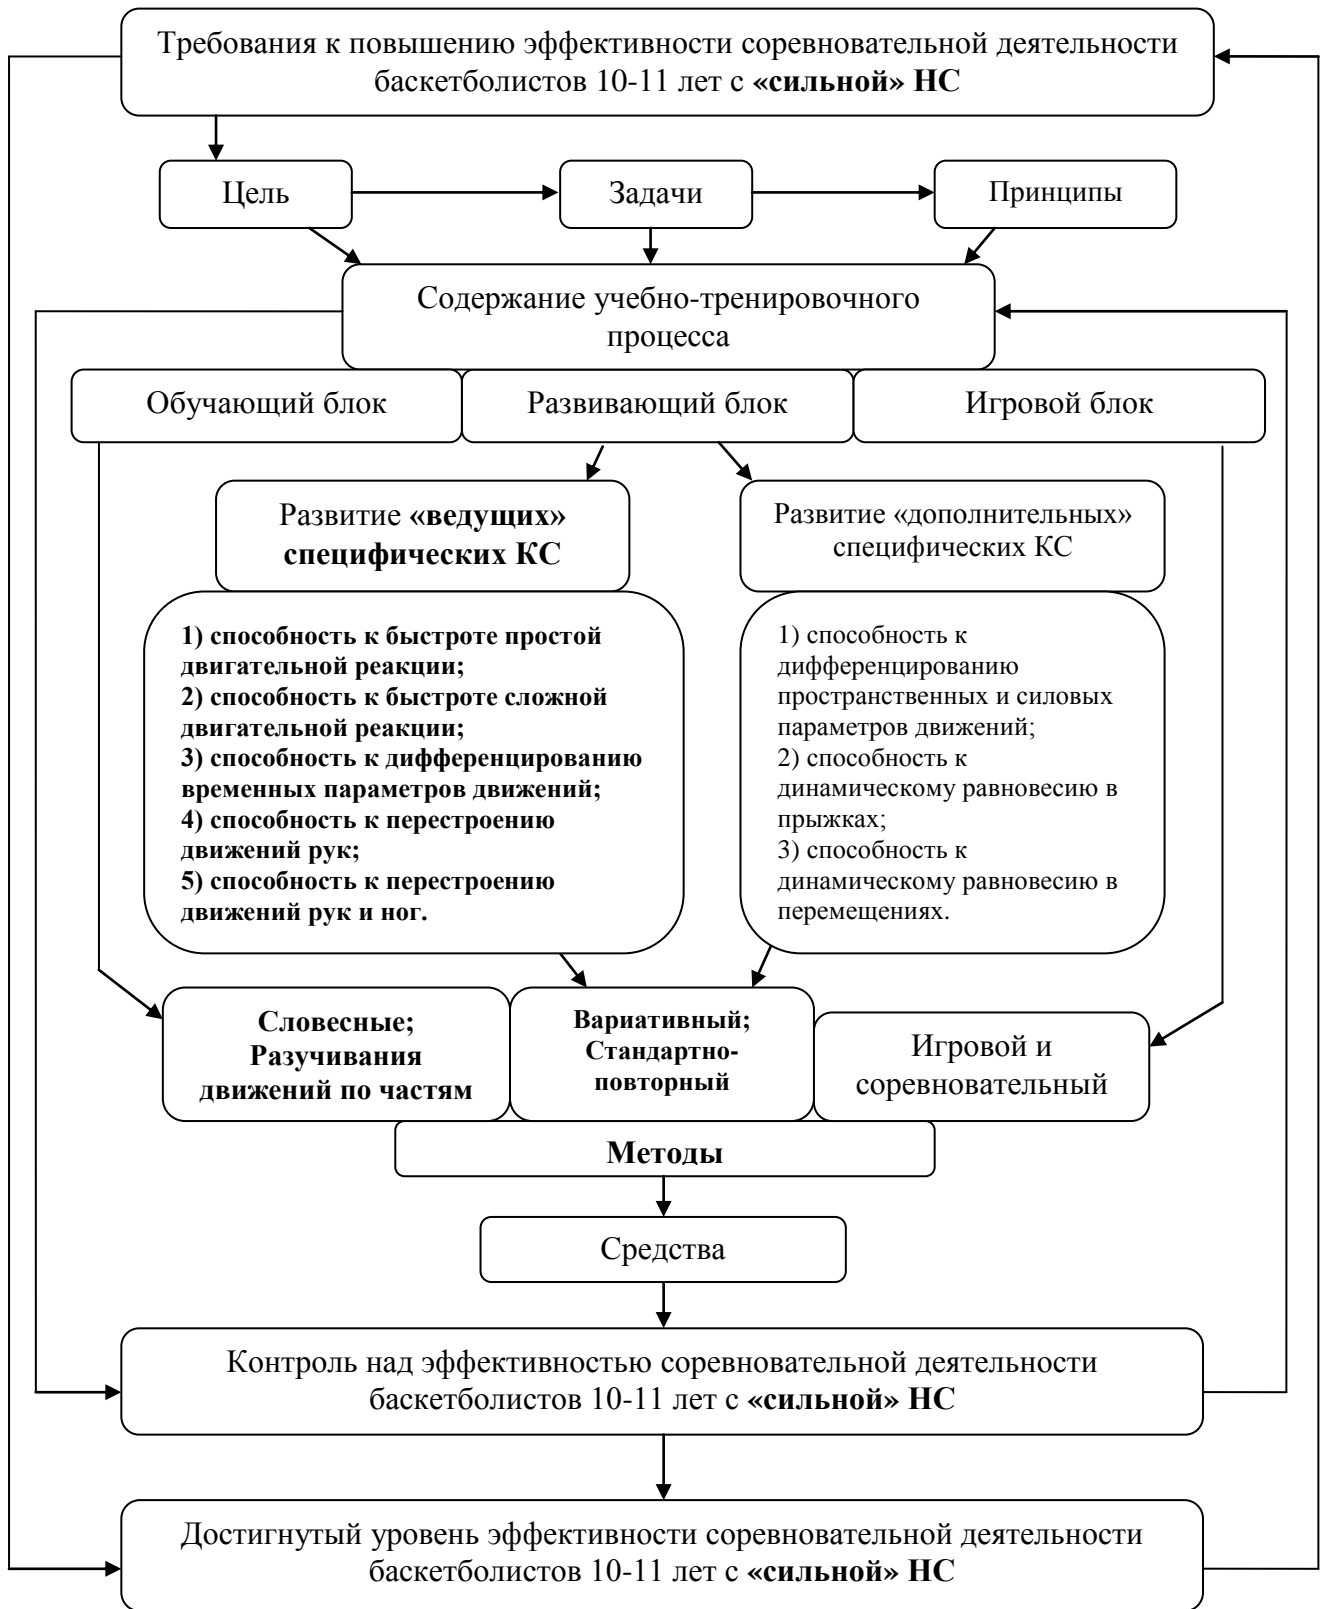 Требования к повышению эффективности соревновательной деятельности
баскетболистов 10-11 лет с «сильной» НС
Цель
Задачи
Принципы
Содержание учебно-тренировочного
процесса
Обучающий блок
Развивающий блок
Игровой блок
Развитие «ведущих»
специфических КС
Развитие «дополнительных»
специфических КС
1) способность к быстроте простой
двигательной реакции;
2) способность к быстроте сложной
двигательной реакции;
3) способность к дифференцированию
временных параметров движений;
4) способность к перестроению
движений рук;
5) способность к перестроению
движений рук и ног.
1) способность к
дифференцированию
пространственных и силовых
параметров движений;
2) способность к
динамическому равновесию в
прыжках;
3) способность к
динамическому равновесию в
перемещениях.
Словесные;
Разучивания
движений по частям
Вариативный;
Стандартно-
повторный
Игровой и
соревновательный
Методы
Средства
Контроль над эффективностью соревновательной деятельности
баскетболистов 10-11 лет с «сильной» НС
Достигнутый уровень эффективности соревновательной деятельности
баскетболистов 10-11 лет с «сильной» НС